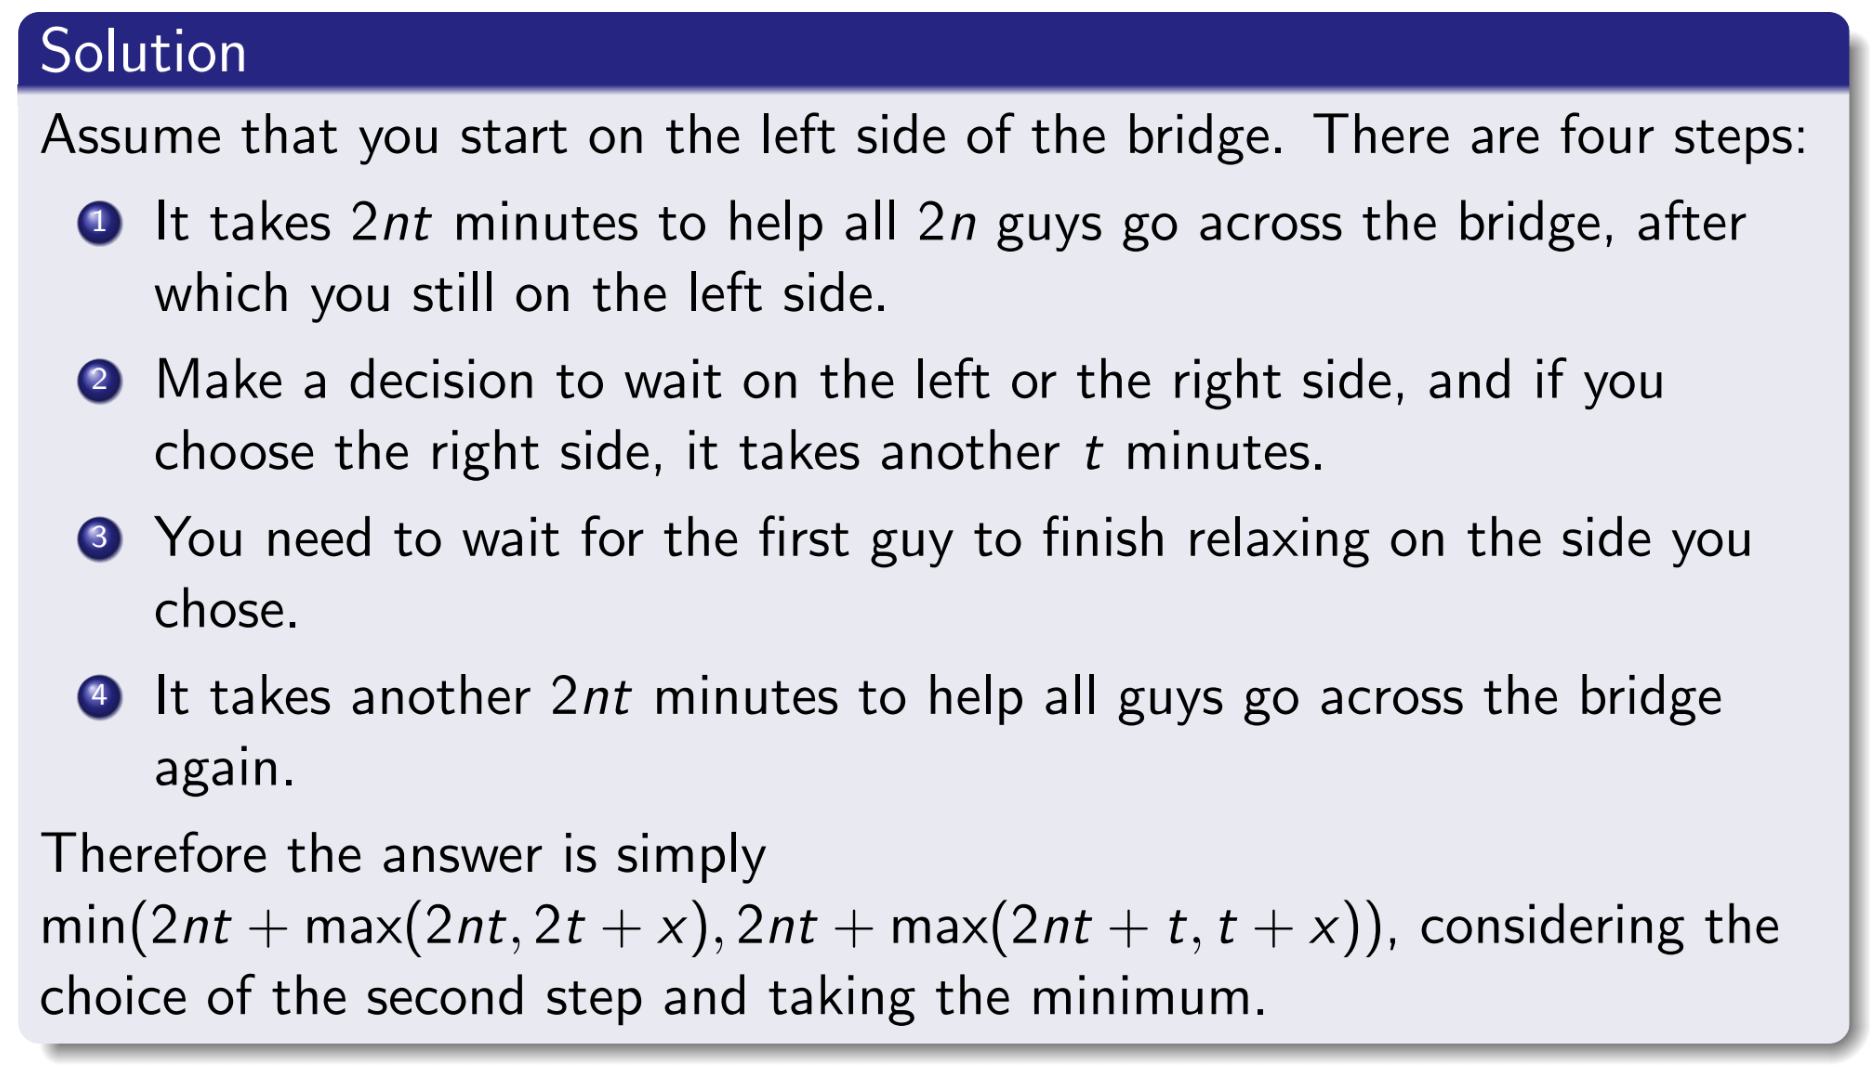 Solution
Assume that you start on the left side of the bridge. There are four steps:
1 It takes 2nt minutes to help all 2n guys go across the bridge, after
which you still on the left side.
2 Make a decision to wait on the left or the right side, and if you
choose the right side, it takes another t minutes.
3 You need to wait for the first guy to finish relaxing on the side you
chose.
4 It takes another 2nt minutes to help all guys go across the bridge
again.
Therefore the answer is simply
min(2nt + max(2nt, 2t + x), 2nt + max(2nt + t, t + x)), considering the
choice of the second step and taking the minimum.